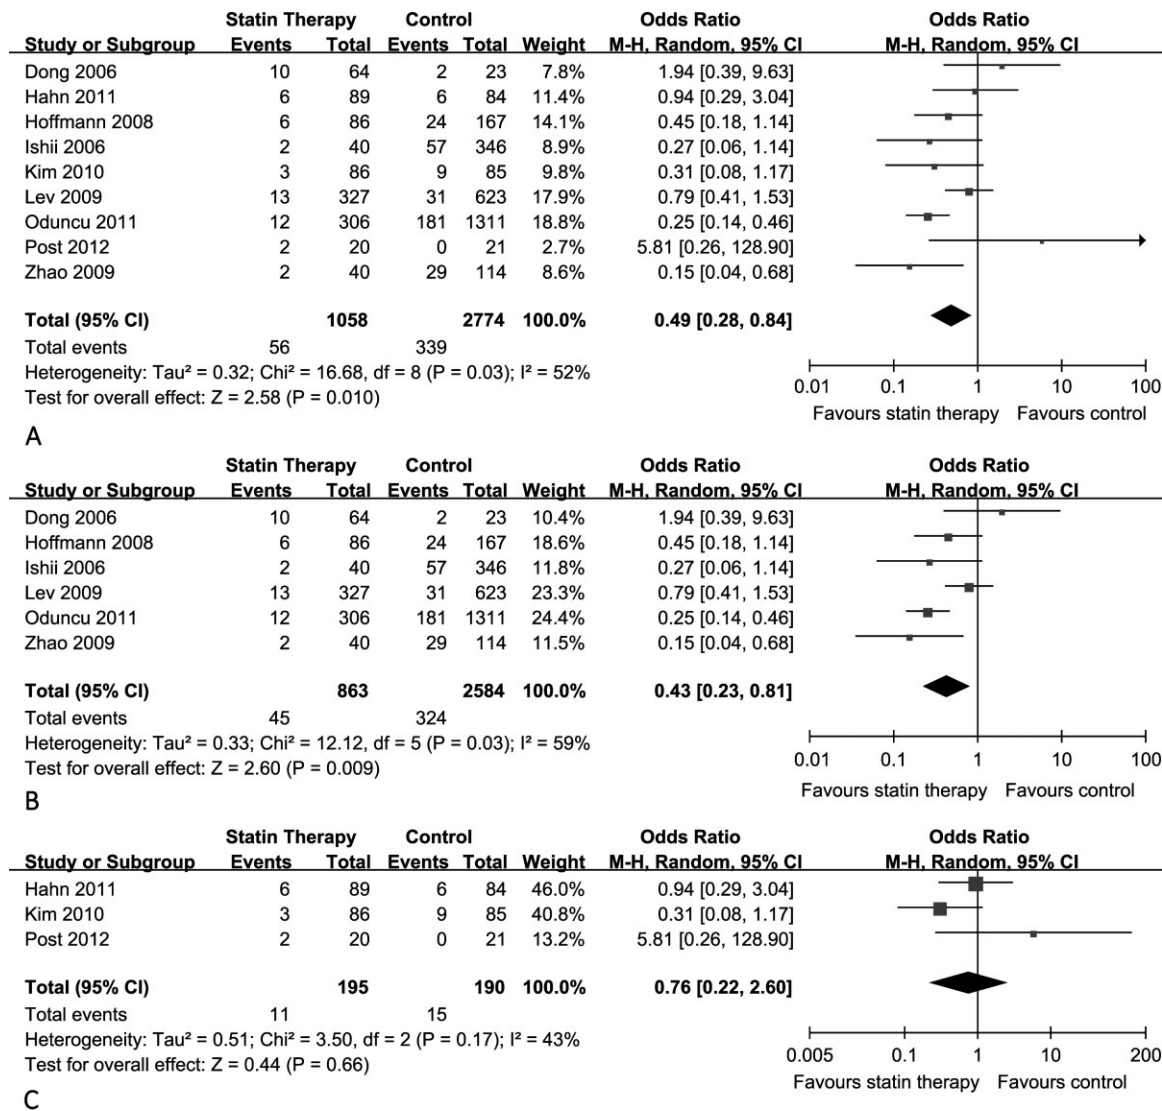 Statin Therapy Control Odds Ratio Odds Ratio
Study or Subgroup Events Total Events Total Weight M-H, Random, 95% CI M-H, Random, 95% CI
Dong 2006 10 64 2 23 7.8% 1.94 [0.39, 9.63]
Hahn 2011 6 89 6 84 11.4% 0.94 [0.29, 3.04]
Hoffmann 2008 6 86 24 167 14.1% 0.45 [0.18, 1.14]
Ishii 2006 2 40 57 346 8.9% 0.27 [0.06, 1.14]
Kim 2010 3 86 9 85 9.8% 0.31 [0.08, 1.17]
Lev 2009 13 327 31 623 17.9% 0.79 [0.41, 1.53]
Oduncu 2011 12 306 181 1311 18.8% 0.25 [0.14, 0.46]
Post 2012 2 20 0 21 2.7% 5.81 [0.26, 128.90]
Zhao 2009 2 40 29 114 8.6% 0.15 [0.04, 0.68]
Total (95% CI) 1058 2774 100.0% 0.49 [0.28, 0.84]
Total events 56 339
Heterogeneity: Tau² = 0.32; Chi² = 16.68, df = 8 (P = 0.03); I² = 52%
Test for overall effect: Z = 2.58 (P = 0.010)
0.01 0.1 1 10 100
Favours statin therapy Favours control
A
Statin Therapy Control Odds Ratio Odds Ratio
Study or Subgroup Events Total Events Total Weight M-H, Random, 95% CI M-H, Random, 95% CI
Dong 2006 10 64 2 23 10.4% 1.94 [0.39, 9.63]
Hoffmann 2008 6 86 24 167 18.6% 0.45 [0.18, 1.14]
Ishii 2006 2 40 57 346 11.8% 0.27 [0.06, 1.14]
Lev 2009 13 327 31 623 23.3% 0.79 [0.41, 1.53]
Oduncu 2011 12 306 181 1311 24.4% 0.25 [0.14, 0.46]
Zhao 2009 2 40 29 114 11.5% 0.15 [0.04, 0.68]
Total (95% CI) 863 2584 100.0% 0.43 [0.23, 0.81]
Total events 45 324
Heterogeneity: Tau² = 0.33; Chi² = 12.12, df = 5 (P = 0.03); I² = 59%
Test for overall effect: Z = 2.60 (P = 0.009)
0.01 0.1 1 10 100
Favours statin therapy Favours control
B
Statin Therapy Control Odds Ratio Odds Ratio
Study or Subgroup Events Total Events Total Weight M-H, Random, 95% CI M-H, Random, 95% CI
Hahn 2011 6 89 6 84 46.0% 0.94 [0.29, 3.04]
Kim 2010 3 86 9 85 40.8% 0.31 [0.08, 1.17]
Post 2012 2 20 0 21 13.2% 5.81 [0.26, 128.90]
Total (95% CI) 195 190 100.0% 0.76 [0.22, 2.60]
Total events 11 15
Heterogeneity: Tau² = 0.51; Chi² = 3.50, df = 2 (P = 0.17); I² = 43%
Test for overall effect: Z = 0.44 (P = 0.66)
0.005 0.1 1 10 200
Favours statin therapy Favours control
C